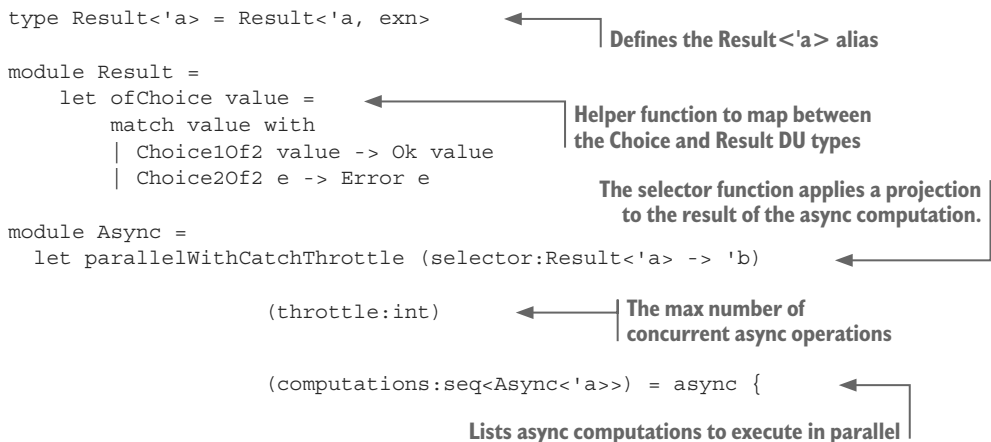 type Result<'a> = Result<'a, exn>
Defines the Result<'a> alias
module Result =
    let ofChoice value =
Helper function to map between
the Choice and Result DU types
        match value with
        | Choice1Of2 value -> Ok value
        | Choice2Of2 e -> Error e
The selector function applies a projection
to the result of the async computation.
module Async =
  let parallelWithCatchThrottle (selector:Result<'a> -> 'b)
(throttle:int)
The max number of
concurrent async operations
(computations:seq<Async<'a>>) = async {
Lists async computations to execute in parallel